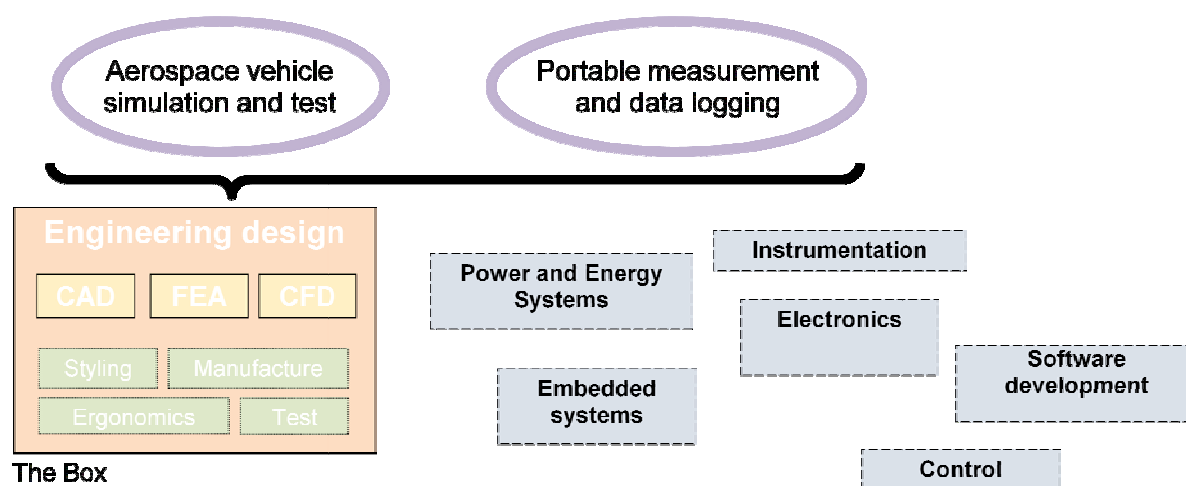 Aerospace vehicle
simulation and test
Portable measurement
and data logging
Engineering design
CAD
FEA
CFD
Styling
Manufacture
Ergonomics
Test
The Box
Power and Energy
Systems
Instrumentation
Electronics
Software
development
Embedded
systems
Control